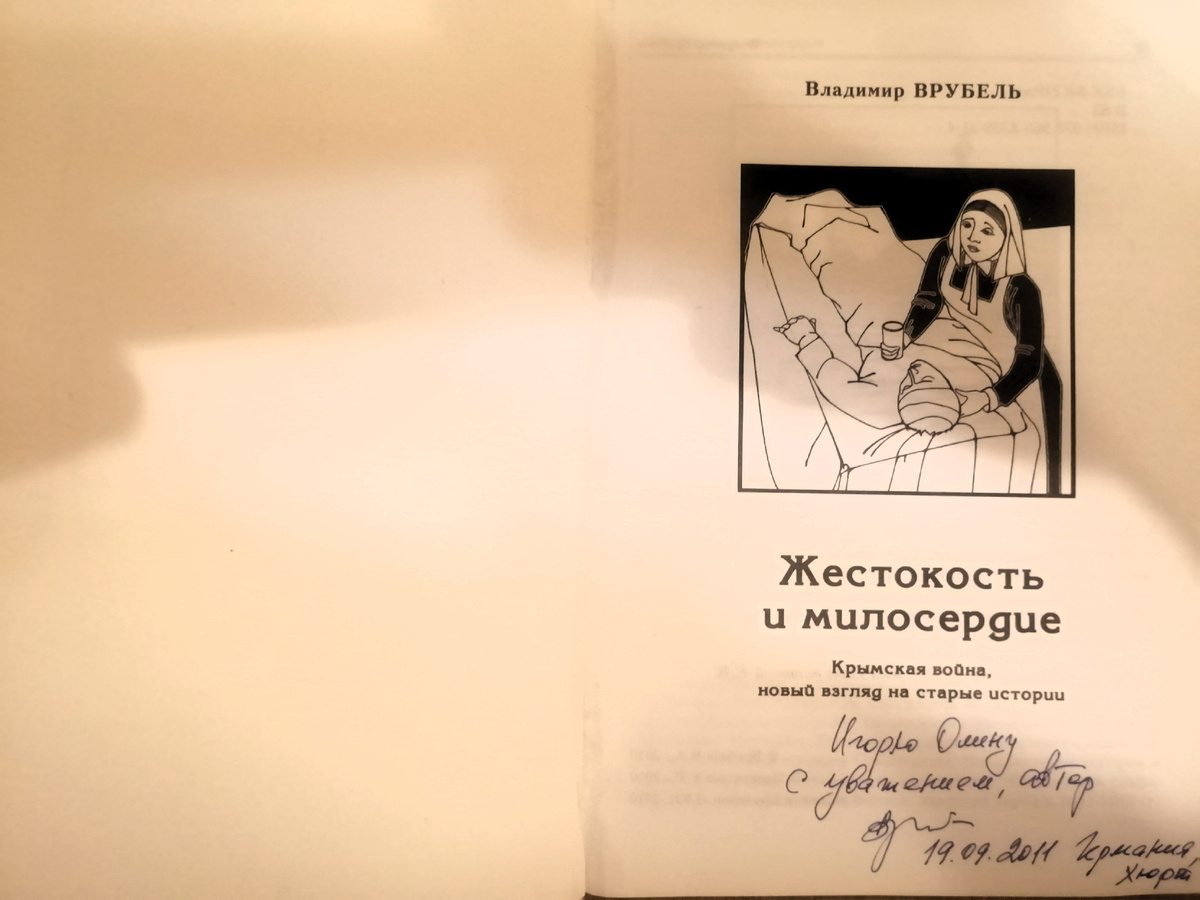 Владимир ВРУБЕЛЬ
Жестокость
и милосердие
Крымская война,
новый взгляд на старые истории
Игорю Олину
С уважением, автор
19.09.2011 Германия,
Хюрт